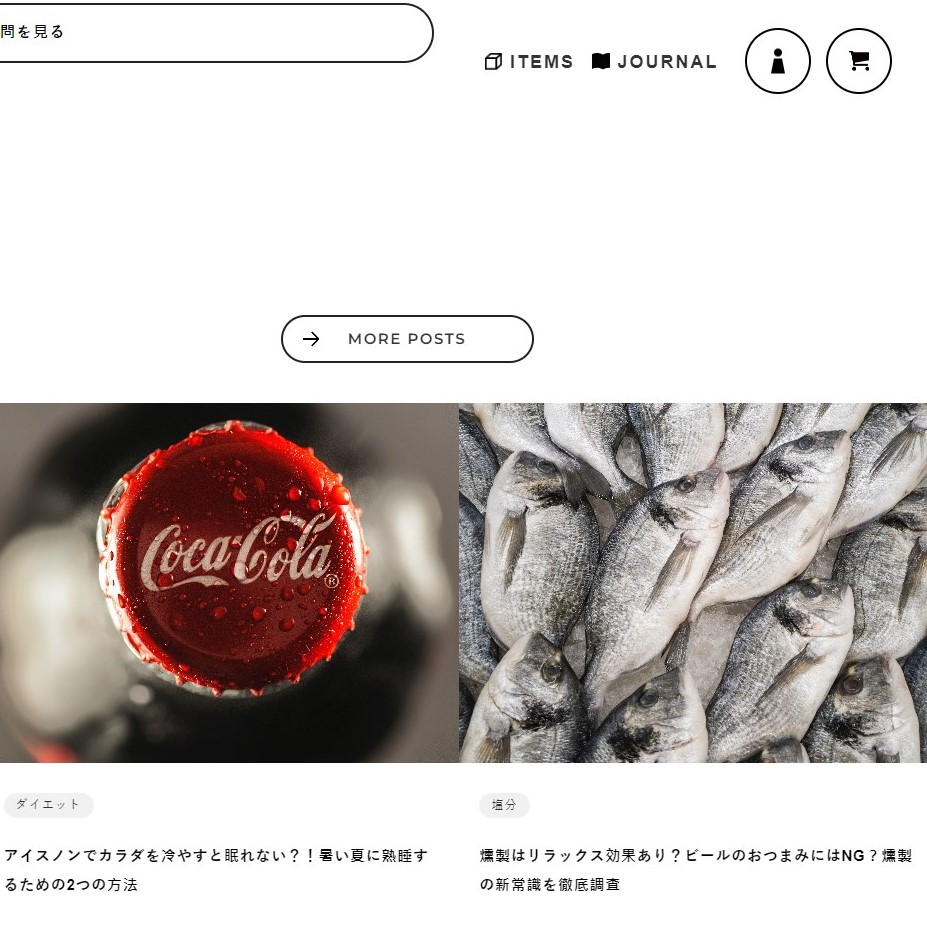 問を見る
ITEMS
JOURNAL
MORE POSTS
Coca-Cola®
ダイエット
塩分
アイスノンでカラダを冷やすと眠れない？！暑い夏に熟睡す
るための2つの方法
燻製はリラックス効果あり？ビールのおつまみにはNG？燻製
の新常識を徹底調査